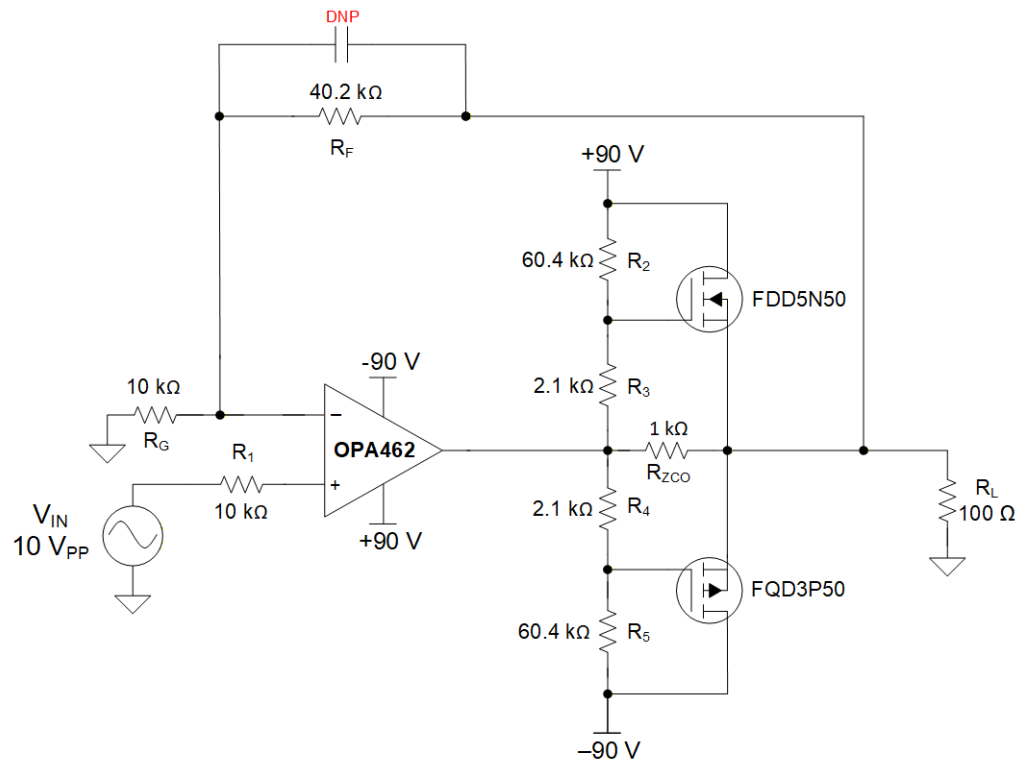 DNP
40.2 kΩ
RF
+90 V
60.4 kΩ
R2
FDD5N50
-90 V
2.1 kΩ
R3
10 kΩ
RG
−
OPA462
1 kΩ
RZCO
R1
+
10 kΩ
VIN
10 VPP
+90 V
2.1 kΩ
R4
RL
100 Ω
FQD3P50
60.4 kΩ
R5
–90 V